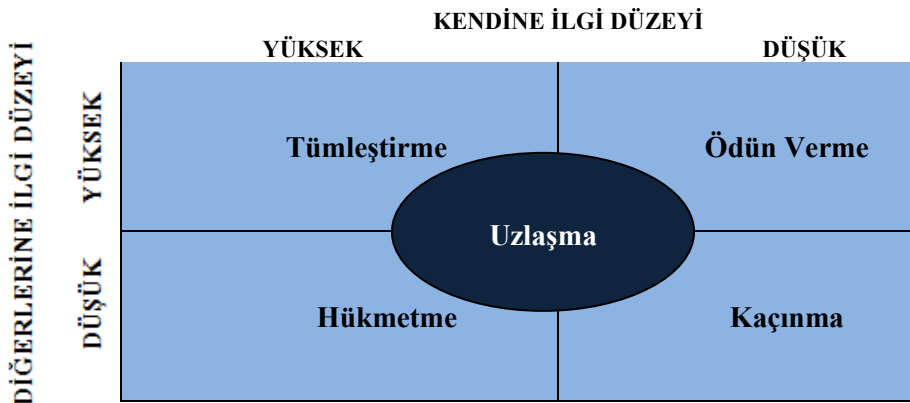 KENDİNE İLGİ DÜZEYİ
YÜKSEK DÜŞÜK
DİĞERLERİNE İLGİ DÜZEYİ
YÜKSEK
Tümleştirme Ödün Verme
Uzlaşma
DÜŞÜK
Hükmetme Kaçınma